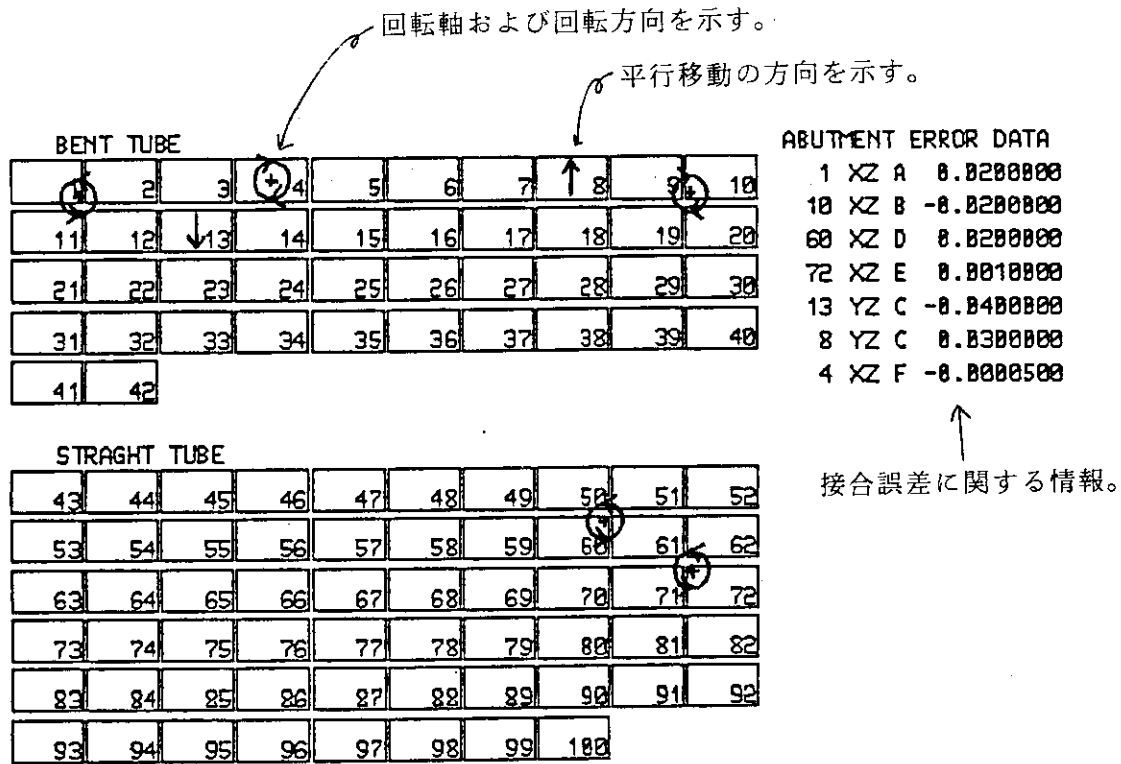 回転軸および回転方向を示す。
平行移動の方向を示す。
BENT TUBE
2 3 4 5 6 7 8 9 10
11 12 13 14 15 16 17 18 19 20
21 22 23 24 25 26 27 28 29 30
31 32 33 34 35 36 37 38 39 40
41 42
ABUTMENT ERROR DATA
1 XZ A 0.0200000
10 XZ B -0.0200000
60 XZ D 0.0200000
72 XZ E 0.0010000
13 YZ C -0.0400000
8 YZ C 0.0300000
4 XZ F -0.0000500
接合誤差に関する情報。
STRAGHT TUBE
43 44 45 46 47 48 49 50 51 52
53 54 55 56 57 58 59 60 61 62
63 64 65 66 67 68 69 70 71 72
73 74 75 76 77 78 79 80 81 82
83 84 85 86 87 88 89 90 91 92
93 94 95 96 97 98 99 100